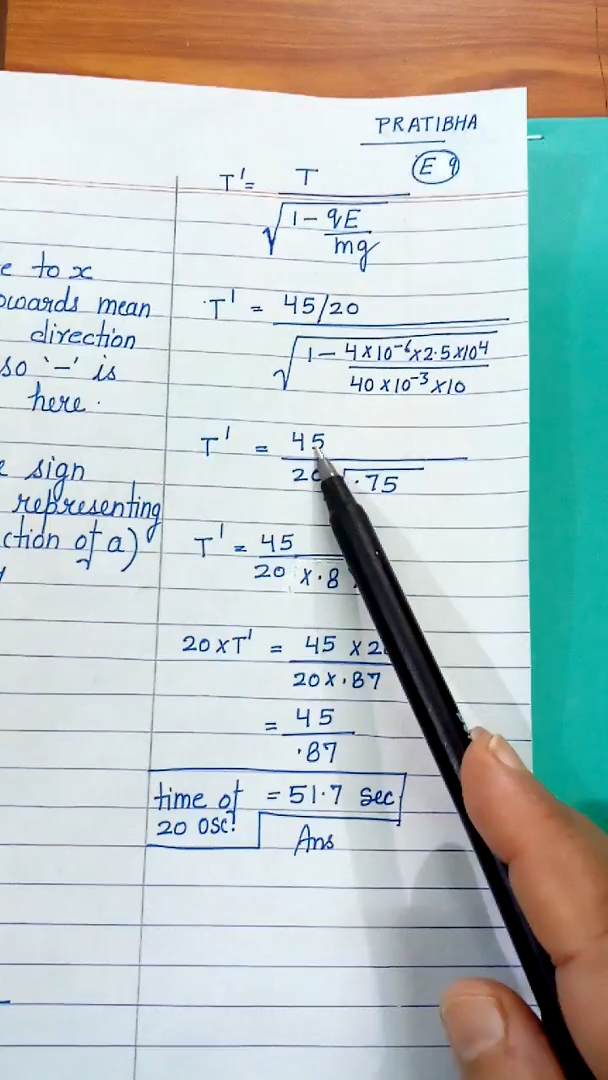 PRATIBHA
E 9
T' = T / √(1 - qE/mg)
e to x
T' = 45/20 / √(1 - 4×10⁻⁶×2.5×10⁴ / 40×10⁻³×10)
owards mean
direction
so '-' is
here.
T' = 45 / 20 √.75
sign
representing
ction of a)
T' = 45 / 20 × .8
20×T' = 45 × 2 / 20×.87
= 45 / .87
time of = 51.7 sec
20 osc!
Ans